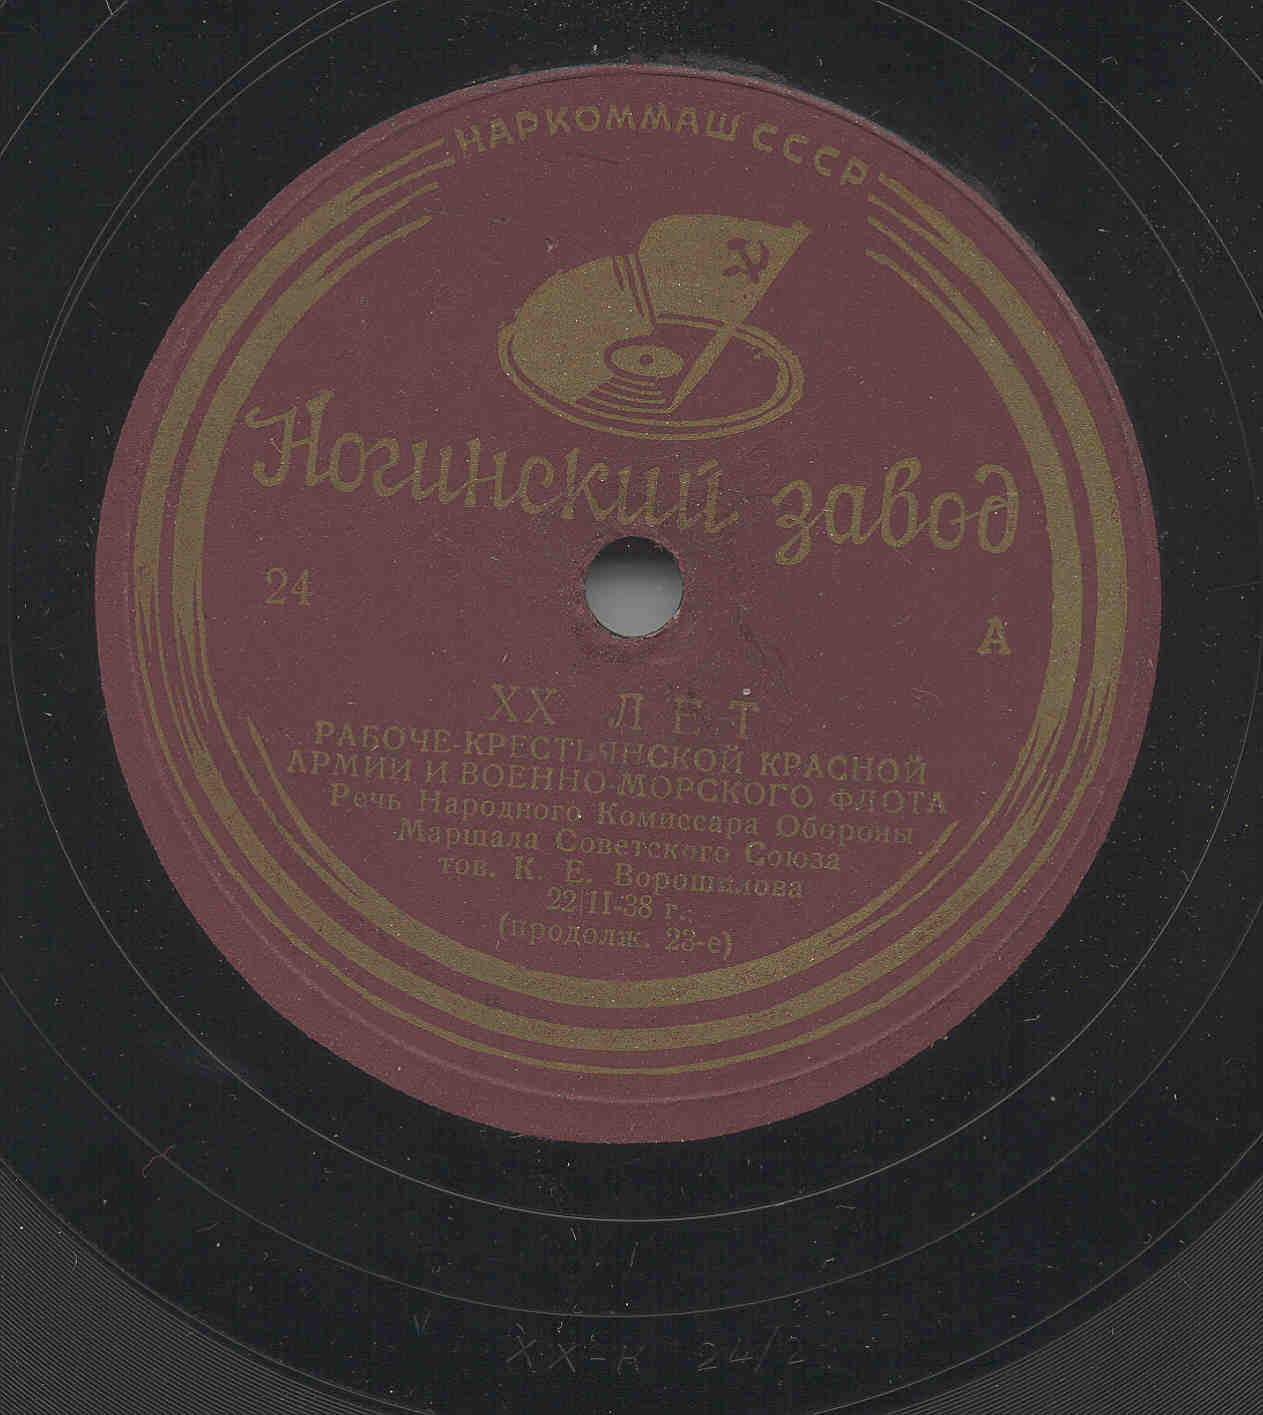 НАРКОММАШ СССР
Ногинский завод
24
А
XX ЛЕТ
РАБОЧЕ-КРЕСТЬЯНСКОЙ КРАСНОЙ
АРМИИ И ВОЕННО-МОРСКОГО ФЛОТА
Речь Народного Комиссара Обороны
Маршала Советского Союза
тов. К. Е. Ворошилова
22/II-38 г.
(продолж. 23-е)
V
XX-К 24/2